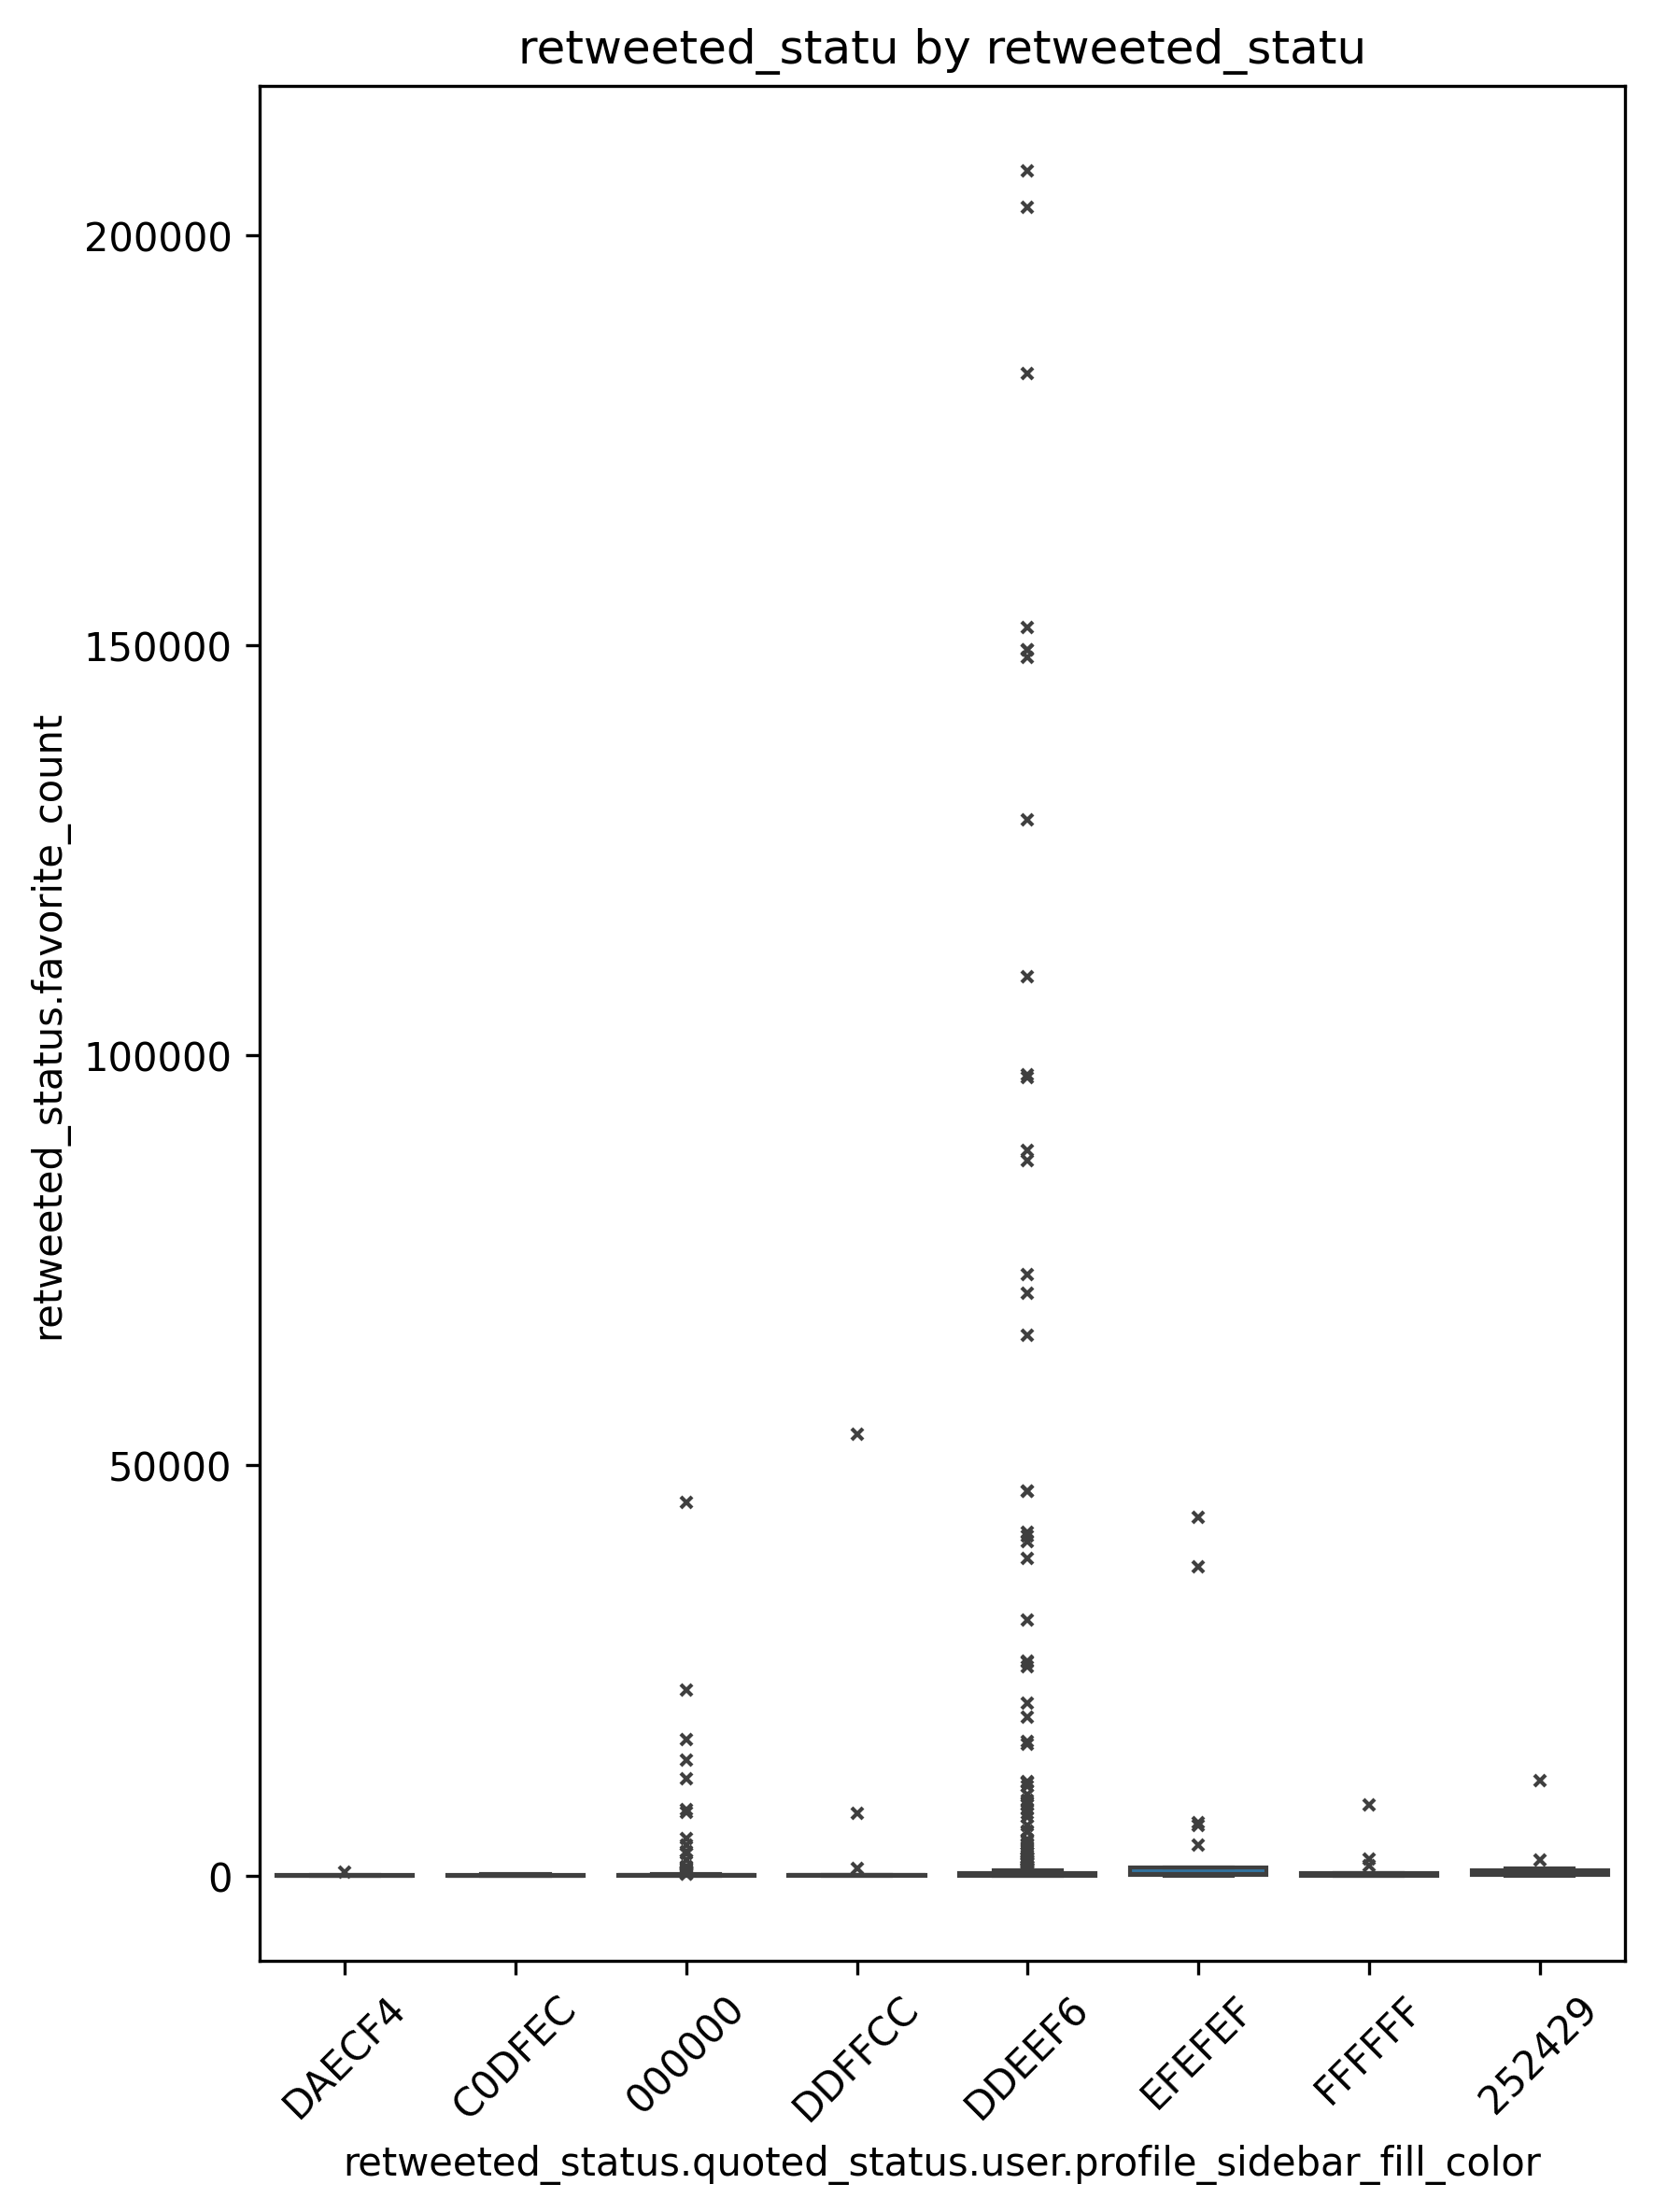 retweeted_statu by retweeted_statu
retweeted_status.favorite_count
200000
150000
100000
50000
0
DAECF4
C0DFEC
000000
DDFFCC
DDEEF6
EFEFEF
FFFFFF
252429
retweeted_status.quoted_status.user.profile_sidebar_fill_color